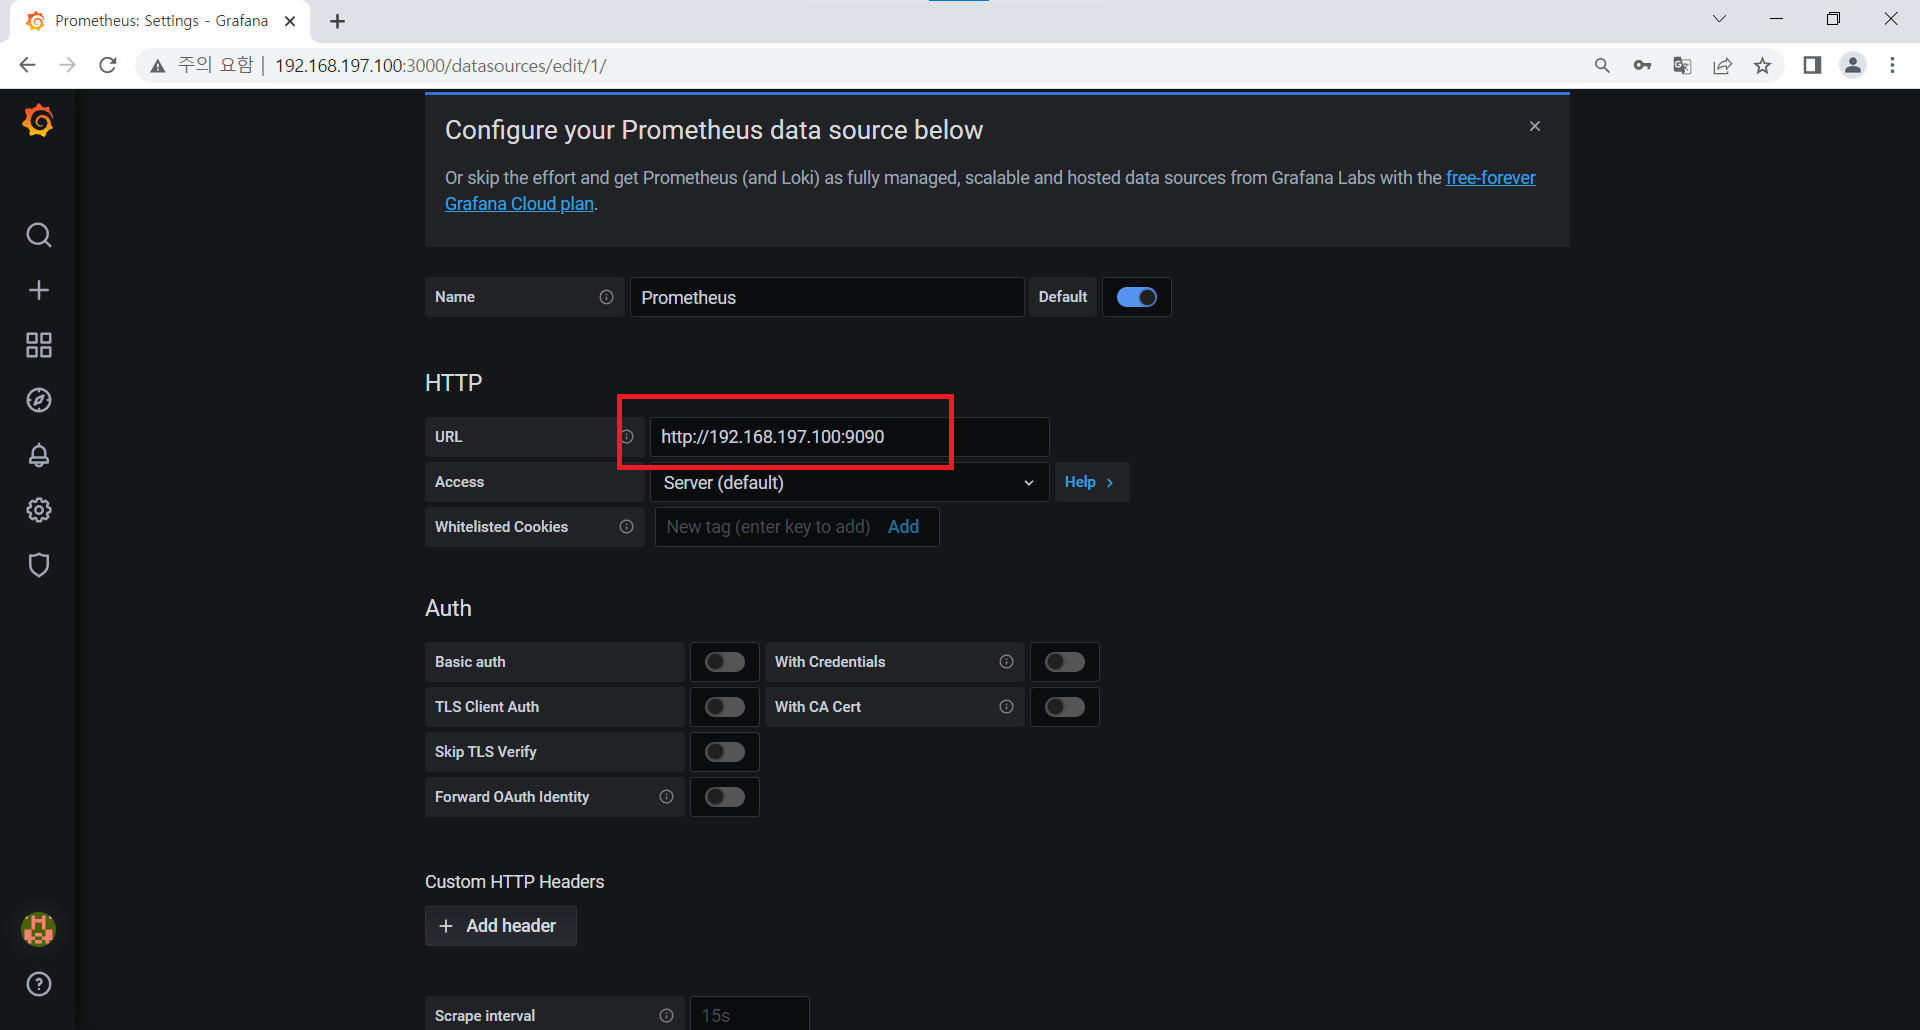 Prometheus: Settings - Grafana
주의 요함 192.168.197.100:3000/datasources/edit/1/
Configure your Prometheus data source below
Or skip the effort and get Prometheus (and Loki) as fully managed, scalable and hosted data sources from Grafana Labs with the free-forever
Grafana Cloud plan.
Name Prometheus Default
HTTP
URL http://192.168.197.100:9090
Access Server (default) Help
Whitelisted Cookies New tag (enter key to add) Add
Auth
Basic auth With Credentials
TLS Client Auth With CA Cert
Skip TLS Verify
Forward OAuth Identity
Custom HTTP Headers
+ Add header
Scrape interval 15s